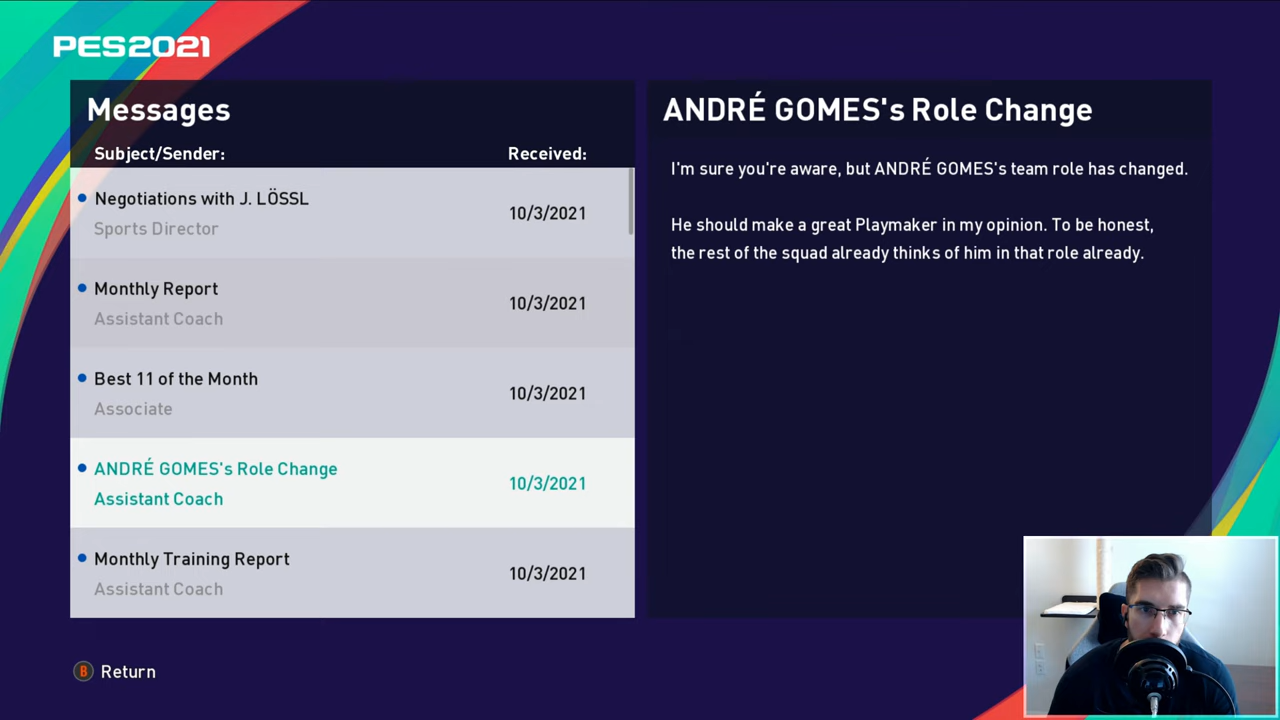 PES2021
Messages
Subject/Sender:
Received:
Negotiations with J. LÖSSL
Sports Director
10/3/2021
Monthly Report
Assistant Coach
10/3/2021
Best 11 of the Month
Associate
10/3/2021
ANDRÉ GOMES's Role Change
Assistant Coach
10/3/2021
Monthly Training Report
Assistant Coach
10/3/2021
ANDRÉ GOMES's Role Change
I'm sure you're aware, but ANDRÉ GOMES's team role has changed.
He should make a great Playmaker in my opinion. To be honest,
the rest of the squad already thinks of him in that role already.
B Return